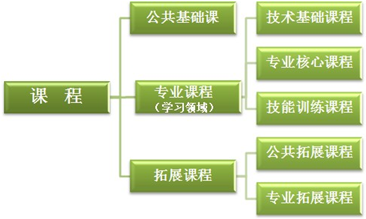 课 程
公共基础课
专业课程
（学习领域）
拓展课程
技术基础课程
专业核心课程
技能训练课程
公共拓展课程
专业拓展课程